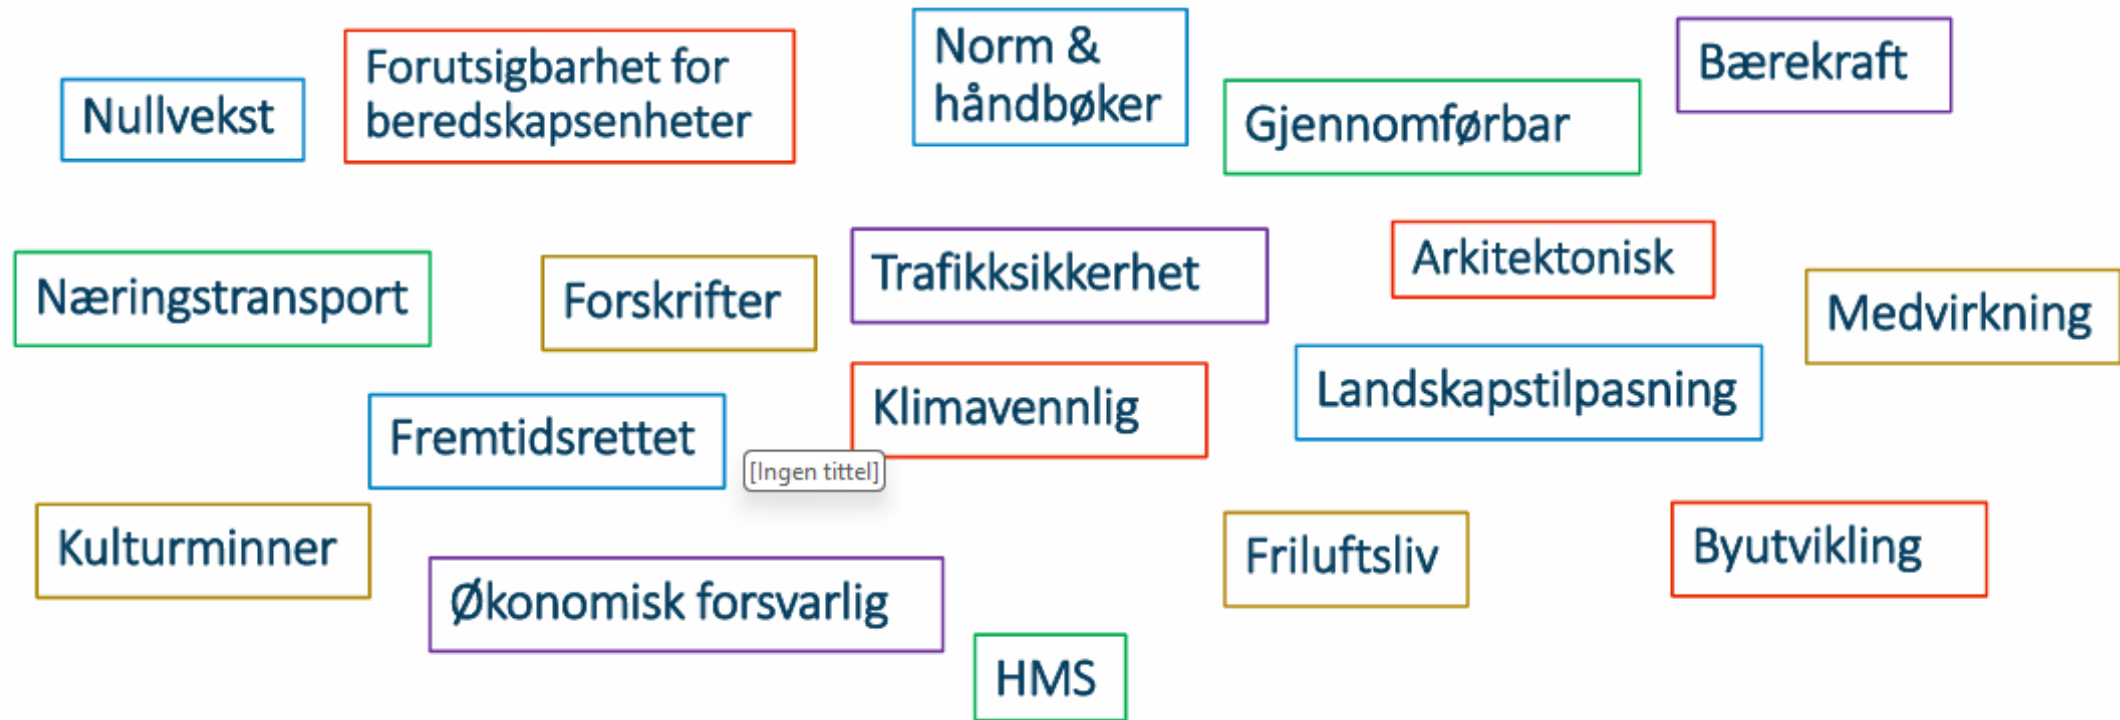 Nullvekst
Forutsigbarhet for
beredskapsenheter
Norm &
håndbøker
Gjennomførbar
Bærekraft
Næringstransport
Forskrifter
Trafikksikkerhet
Arkitektonisk
Medvirkning
Fremtidsrettet
Klimavennlig
Landskapstilpasning
[Ingen tittel]
Kulturminner
Økonomisk forsvarlig
Friluftsliv
Byutvikling
HMS